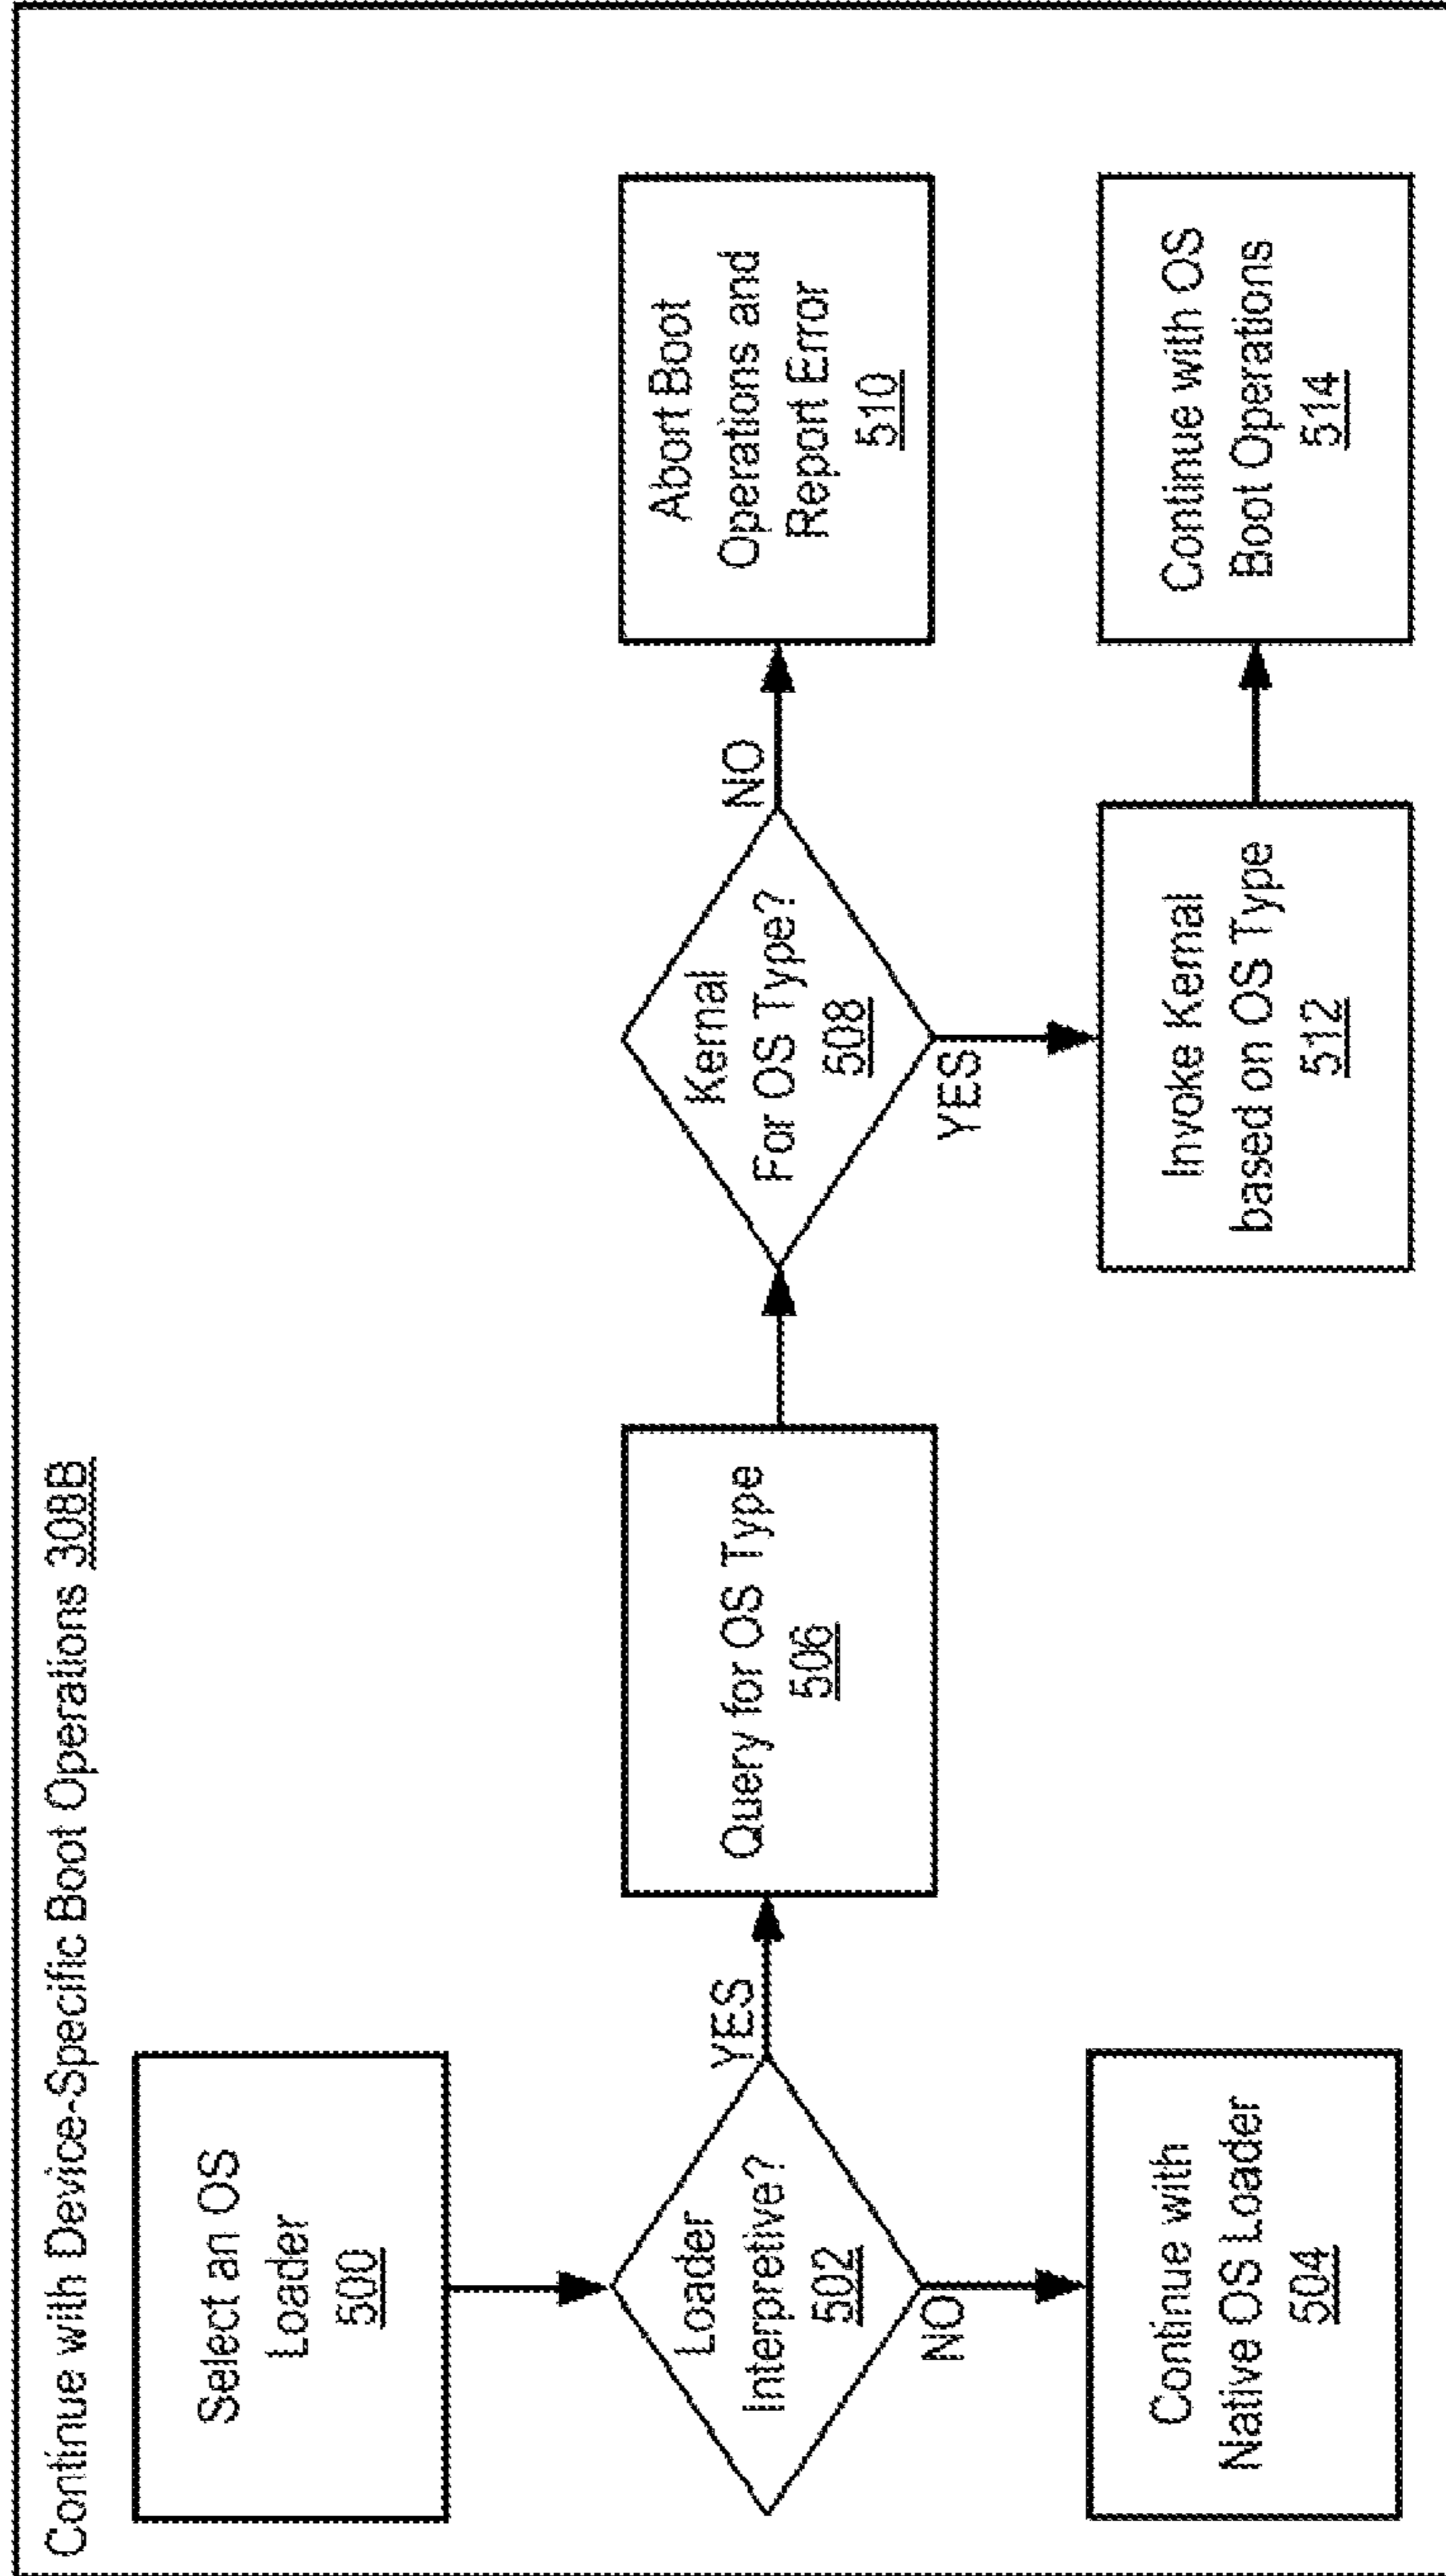 Continue with Device-Specific Boot Operations 308B
Select an OS
Loader
500
Loader
Interpretive?
502
YES
NO
Continue with
Native OS Loader
504
Query for OS Type
506
Kernal
For OS Type?
508
NO
YES
Abort Boot
Operations and
Report Error
510
Invoke Kernal
based on OS Type
512
Continue with OS
Boot Operations
514